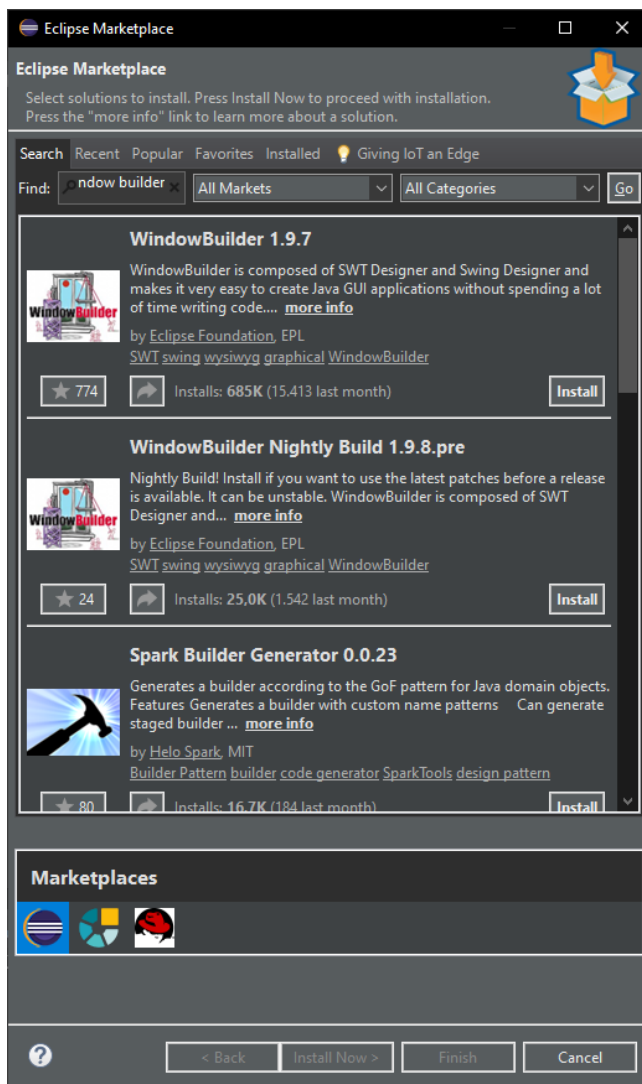 Eclipse Marketplace
Eclipse Marketplace
Select solutions to install. Press Install Now to proceed with installation.
Press the "more info" link to learn more about a solution.
Search Recent Popular Favorites Installed Giving IoT an Edge
Find: ndow builder All Markets All Categories Go
WindowBuilder 1.9.7
WindowBuilder is composed of SWT Designer and Swing Designer and
makes it very easy to create Java GUI applications without spending a lot
of time writing code.... more info
WindowBuilder
by Eclipse Foundation, EPL
SWT swing wysiwyg graphical WindowBuilder
774 Installs: 685K (15.413 last month) Install
WindowBuilder Nightly Build 1.9.8.pre
Nightly Build! Install if you want to use the latest patches before a release
is available. It can be unstable. WindowBuilder is composed of SWT
Designer and... more info
WindowBuilder
by Eclipse Foundation, EPL
SWT swing wysiwyg graphical WindowBuilder
24 Installs: 25,0K (1.542 last month) Install
Spark Builder Generator 0.0.23
Generates a builder according to the GoF pattern for Java domain objects.
Features Generates a builder with custom name patterns Can generate
staged builder ... more info
by Helo Spark, MIT
Builder Pattern builder code generator SparkTools design pattern
80 Installs: 16,7K (184 last month) Install
Marketplaces
? < Back Install Now > Finish Cancel